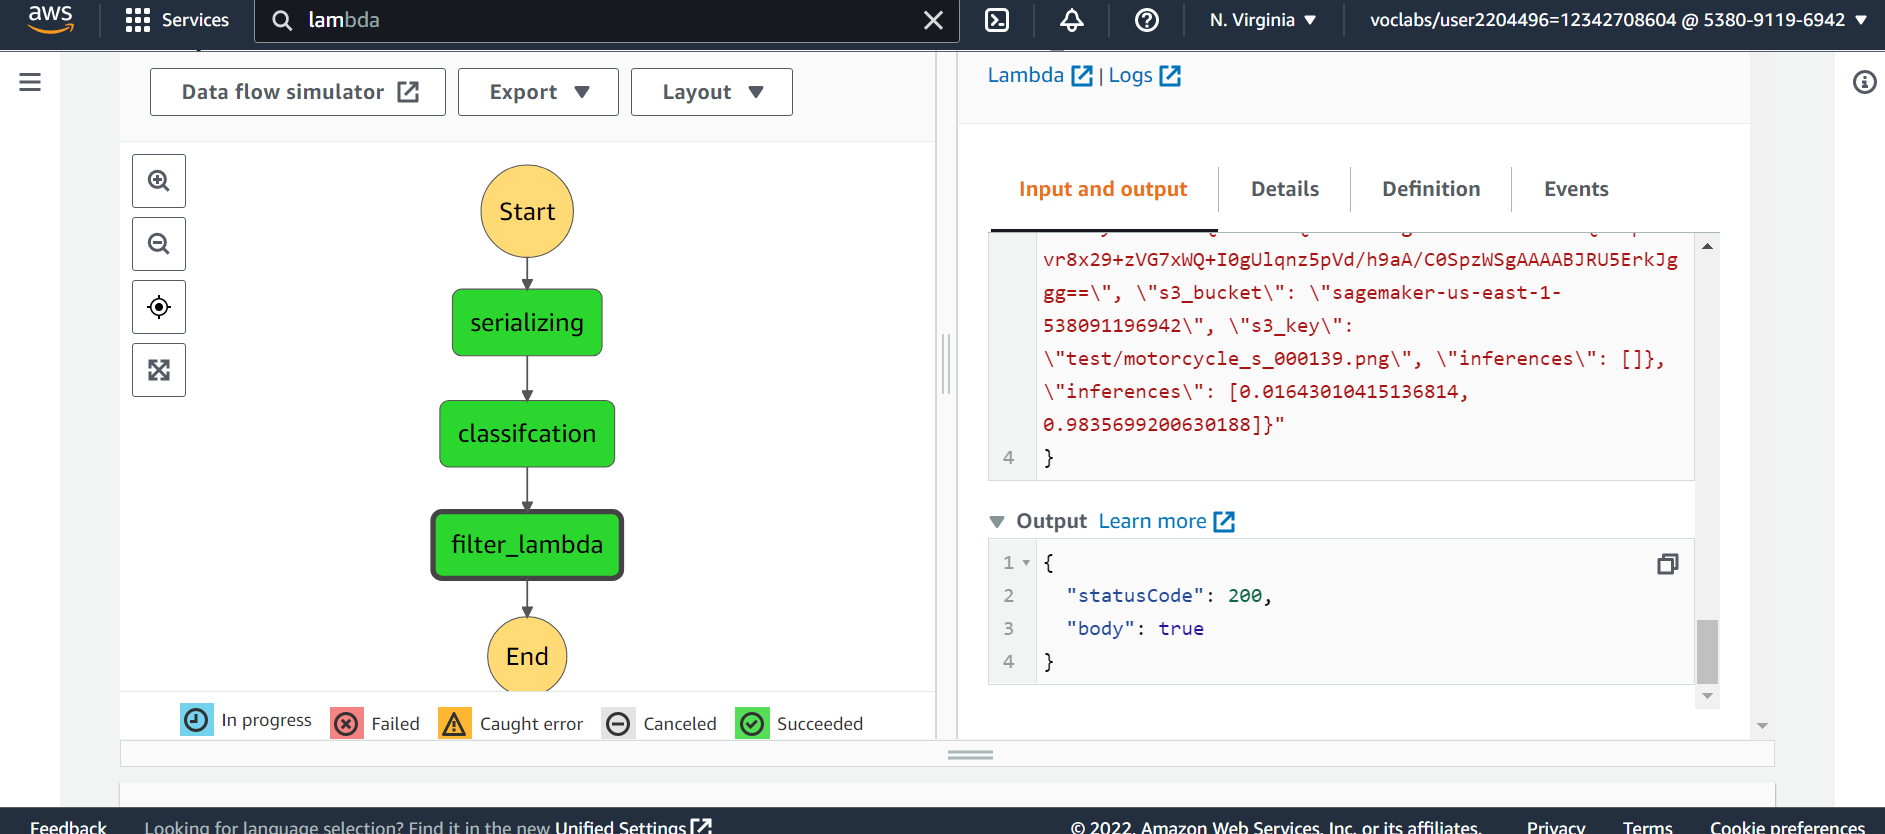 aws
Services
lambda
N. Virginia
voclabs/user2204496=12342708604 @ 5380-9119-6942
Data flow simulator
Export
Layout
Lambda | Logs
Start
serializing
classifcation
filter_lambda
End
In progress
Failed
Caught error
Canceled
Succeeded
Input and output
Details
Definition
Events
vr8x29+zVG7xWQ+I0gUlqnz5pVd/h9aA/C0SpzWSgAAAABJRU5ErkJg
gg==\", \"s3_bucket\": \"sagemaker-us-east-1-
538091196942\", \"s3_key\":
\"test/motorcycle_s_000139.png\", \"inferences\": []},
\"inferences\": [0.01643010415136814,
0.9835699200630188]}"
4 }
Output Learn more
1 {
2 "statusCode": 200,
3 "body": true
4 }
Feedback
Looking for language selection? Find it in the new Unified Settings
© 2022, Amazon Web Services, Inc. or its affiliates.
Privacy
Terms
Cookie preferences